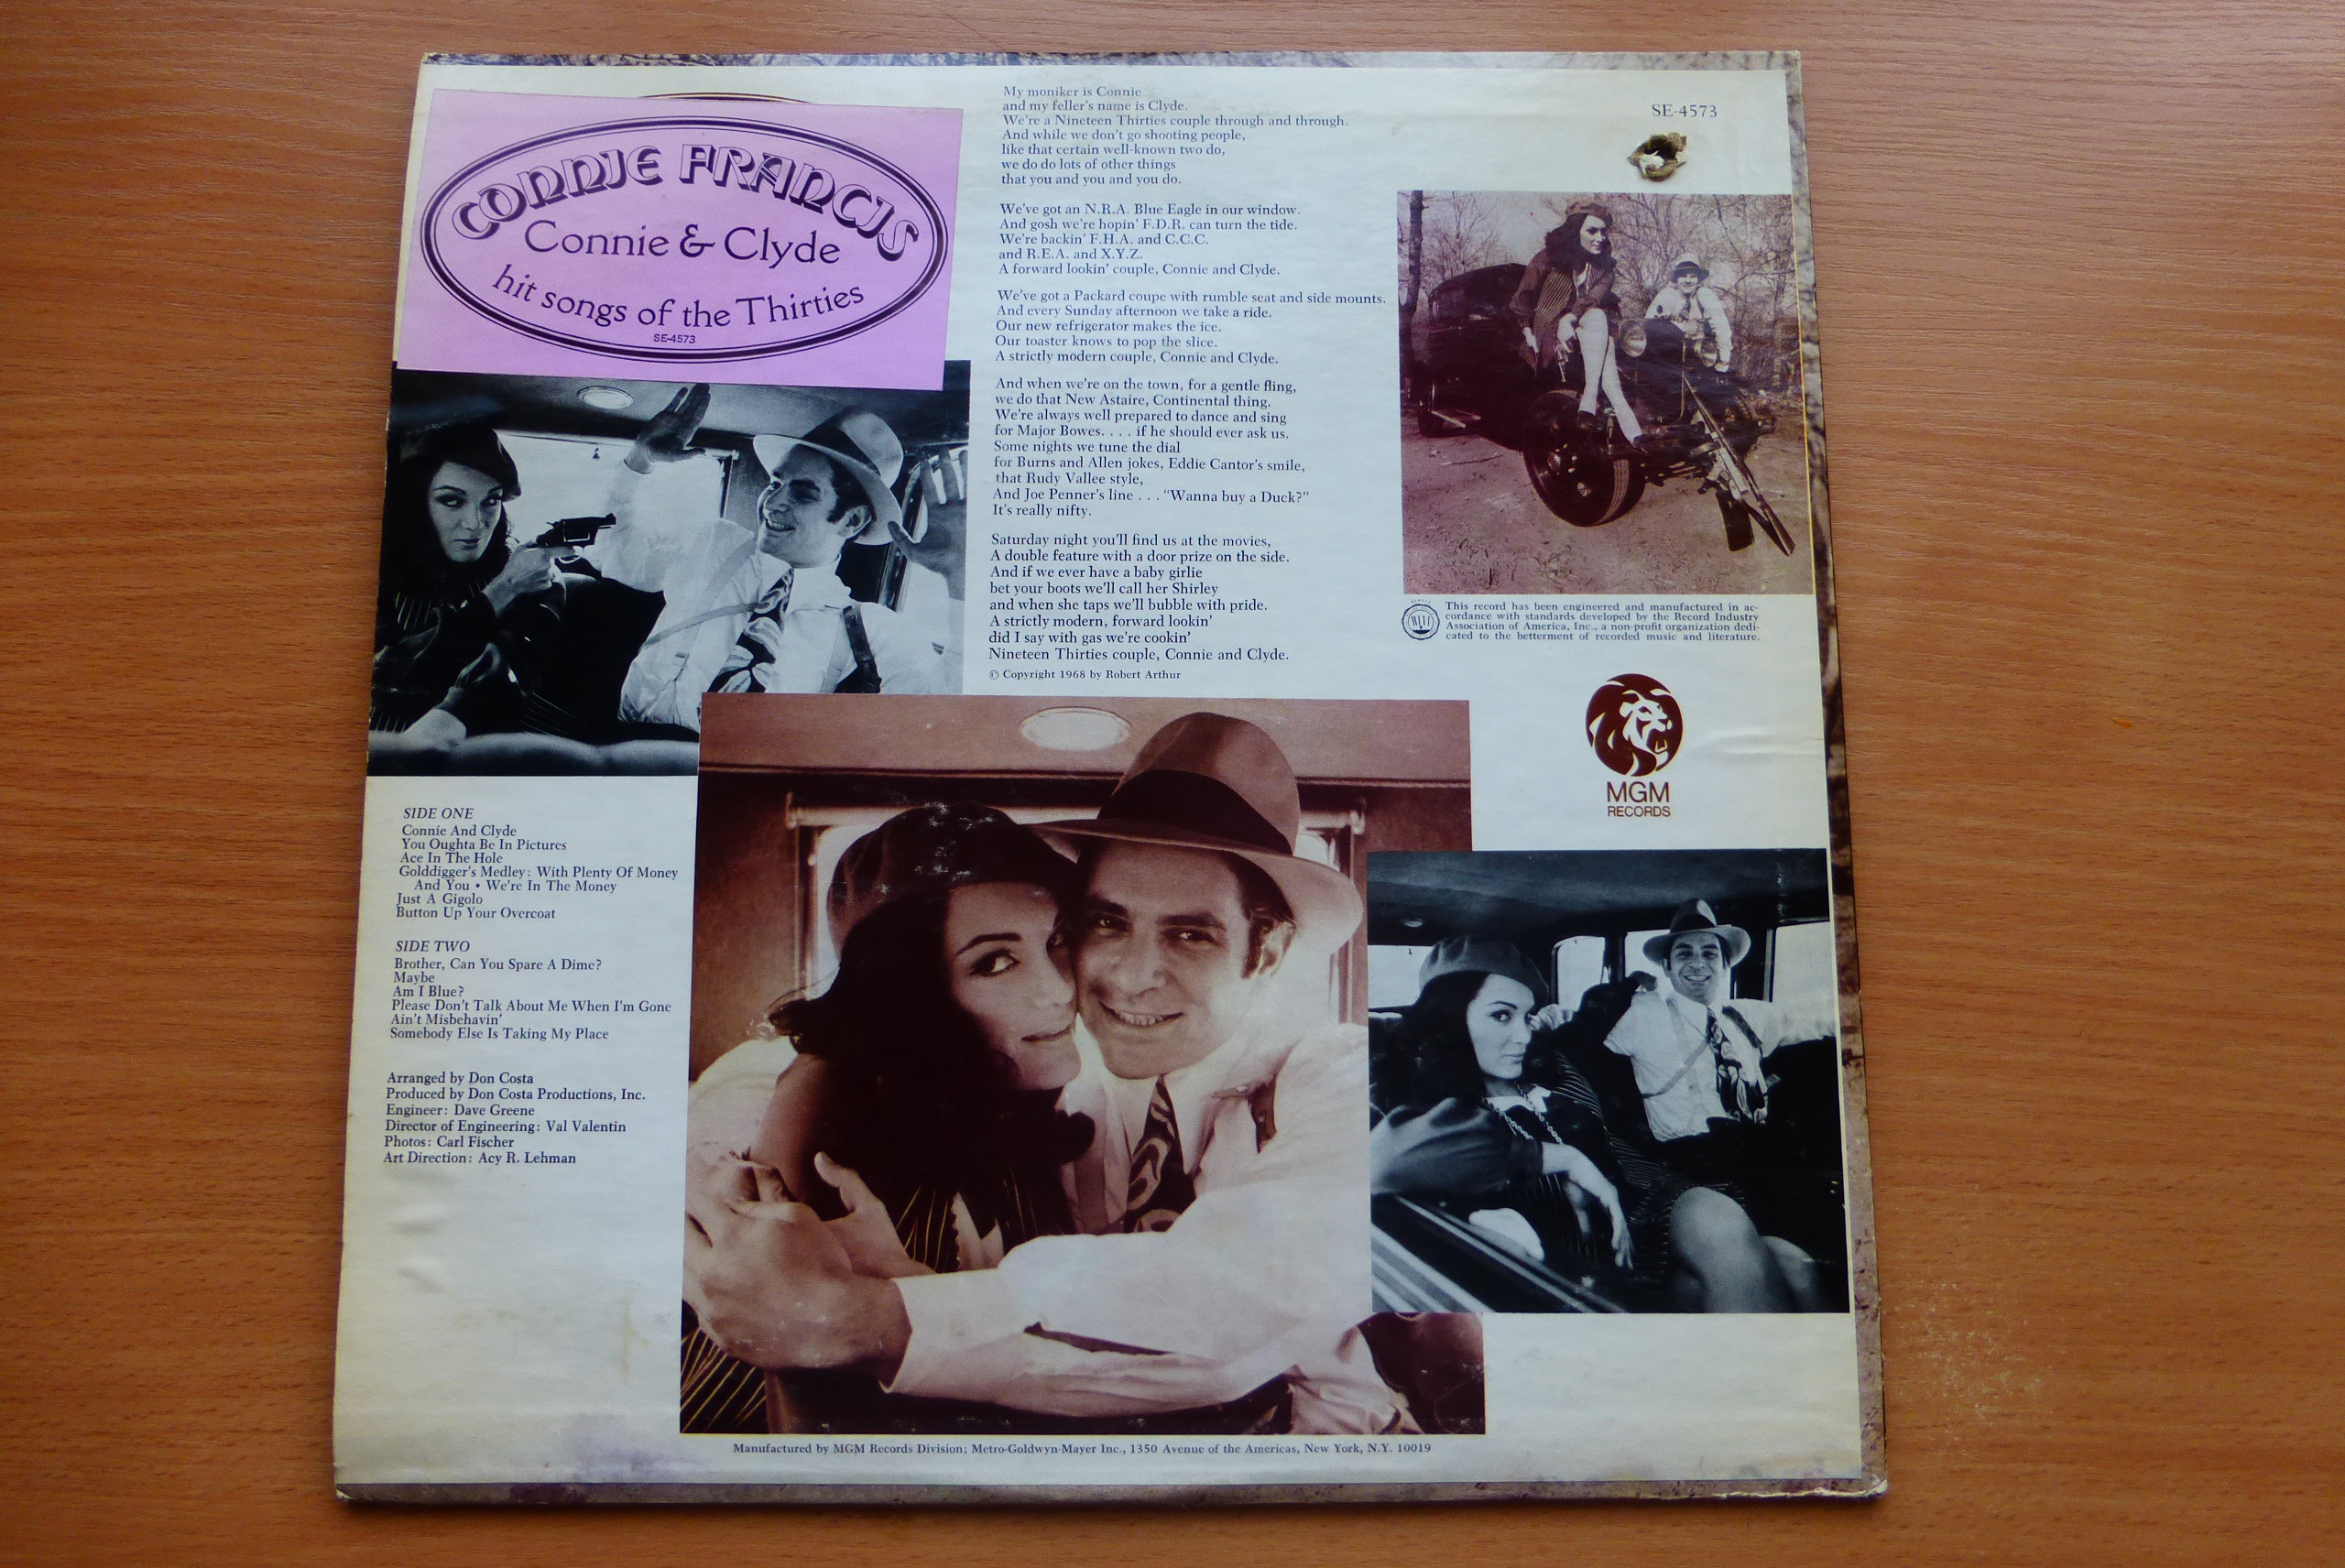 CONNIE FRANCIS
Connie & Clyde
hit songs of the Thirties
SE-4573
My moniker is Connie
and my feller's name is Clyde.
We're a Nineteen Thirties couple through and through.
And while we don't go shooting people,
like that certain well-known two do,
we do do lots of other things
that you and you and you do.
We've got an N.R.A. Blue Eagle in our window.
And gosh we're hopin' F.D.R. can turn the tide.
We're backin' F.H.A. and C.C.C.
and R.E.A. and X.Y.Z.
A forward lookin' couple, Connie and Clyde.
We've got a Packard coupe with rumble seat and side mounts.
And every Sunday afternoon we take a ride.
Our new refrigerator makes the ice.
Our toaster knows to pop the slice.
A strictly modern couple, Connie and Clyde.
And when we're on the town, for a gentle fling,
we do that New Astaire, Continental thing.
We're always well prepared to dance and sing
for Major Bowes. . . . if he should ever ask us.
Some nights we tune the dial
for Burns and Allen jokes, Eddie Cantor's smile,
that Rudy Vallee style,
And Joe Penner's line . . . "Wanna buy a Duck?"
It's really nifty.
Saturday night you'll find us at the movies,
A double feature with a door prize on the side.
And if we ever have a baby girlie
bet your boots we'll call her Shirley
and when she taps we'll bubble with pride.
A strictly modern, forward lookin'
did I say with gas we're cookin'
Nineteen Thirties couple, Connie and Clyde.
© Copyright 1968 by Robert Arthur
SE-4573
This record has been engineered and manufactured in ac-
cordance with standards developed by the Record Industry
Association of America, Inc., a non-profit organization dedi-
cated to the betterment of recorded music and literature.
MGM
RECORDS
SIDE ONE
Connie And Clyde
You Oughta Be In Pictures
Ace In The Hole
Golddigger's Medley: With Plenty Of Money
And You • We're In The Money
Just A Gigolo
Button Up Your Overcoat
SIDE TWO
Brother, Can You Spare A Dime?
Maybe
Am I Blue?
Please Don't Talk About Me When I'm Gone
Ain't Misbehavin'
Somebody Else Is Taking My Place
Arranged by Don Costa
Produced by Don Costa Productions, Inc.
Engineer: Dave Greene
Director of Engineering: Val Valentin
Photos: Carl Fischer
Art Direction: Acy R. Lehman
Manufactured by MGM Records Division; Metro-Goldwyn-Mayer Inc., 1350 Avenue of the Americas, New York, N.Y. 10019